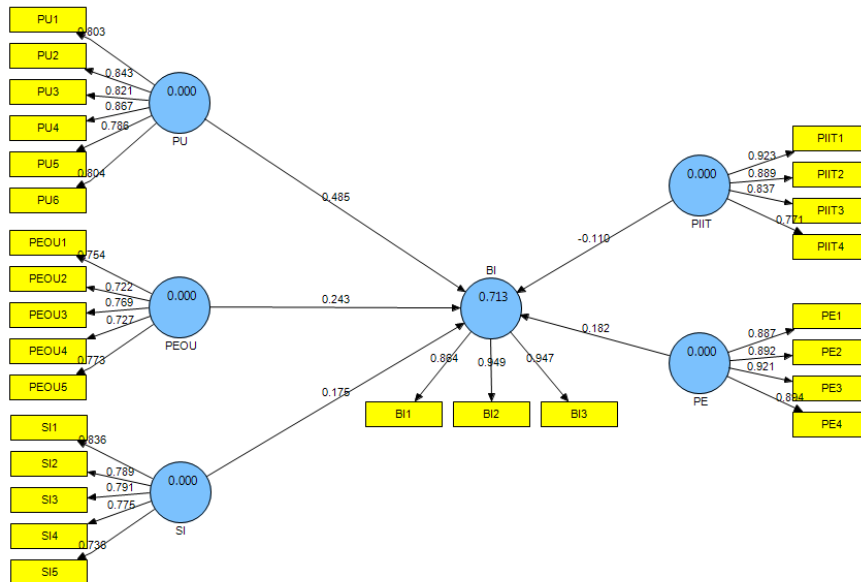 PU1
PU2
PU3
PU4
PU5
PU6
0.803
0.843
0.821
0.867
0.786
0.804
0.000
PU
PEOU1
PEOU2
PEOU3
PEOU4
PEOU5
0.754
0.722
0.769
0.727
0.773
0.000
PEOU
SI1
SI2
SI3
SI4
SI5
0.836
0.789
0.791
0.775
0.736
0.000
SI
0.485
0.243
0.175
BI
0.713
0.864
0.949
0.947
BI1
BI2
BI3
-0.110
0.182
0.000
PIIT
0.923
0.889
0.837
0.771
PIIT1
PIIT2
PIIT3
PIIT4
0.000
PE
0.887
0.892
0.921
0.894
PE1
PE2
PE3
PE4